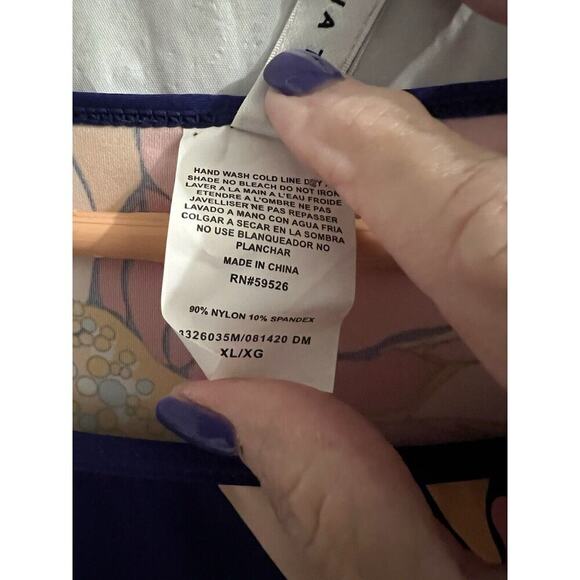 HAND WASH COLD LINE DRY
SHADE NO BLEACH DO NOT IRON
LAVER A LA MAIN A L'EAU FROIDE
ETENDRE A L'OMBRE NE PAS
JAVELLISER NE PAS REPASSER
LAVADO A MANO CON AGUA FRIA
COLGAR A SECAR EN LA SOMBRA
NO USE BLANQUEADOR NO
PLANCHAR
MADE IN CHINA
RN#59526
90% NYLON 10% SPANDEX
3326035M/081420 DM
XL/XG